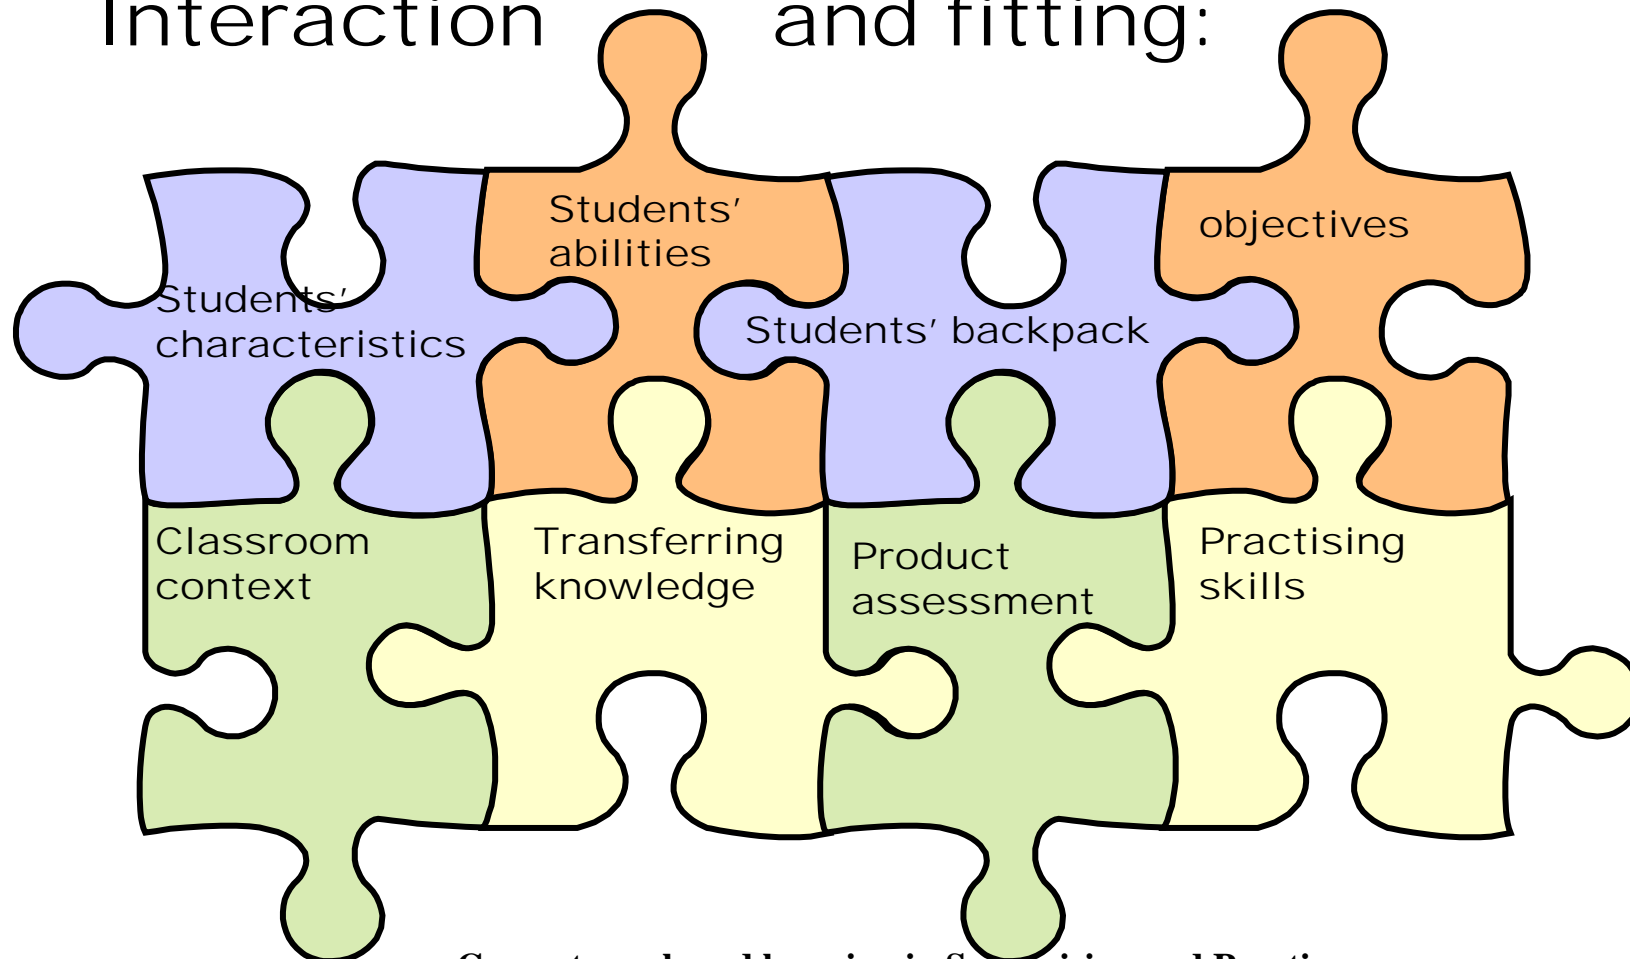 Interaction and fitting:
Students'
abilities
objectives
Students'
characteristics
Students' backpack
Classroom
context
Transferring
knowledge
Product
assessment
Practising
skills